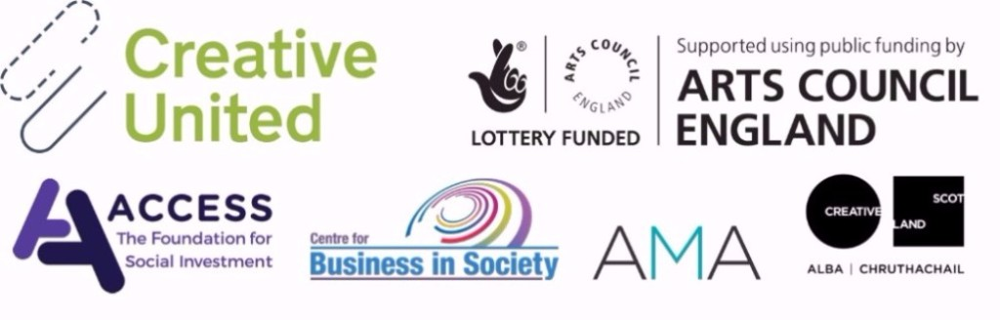 Creative
United
ARTS COUNCIL
ENGLAND
LOTTERY FUNDED
Supported using public funding by
ARTS COUNCIL
ENGLAND
ACCESS
The Foundation for
Social Investment
Centre for
Business in Society
AMA
CREATIVE
SCOT
LAND
ALBA | CHRUTHACHAIL